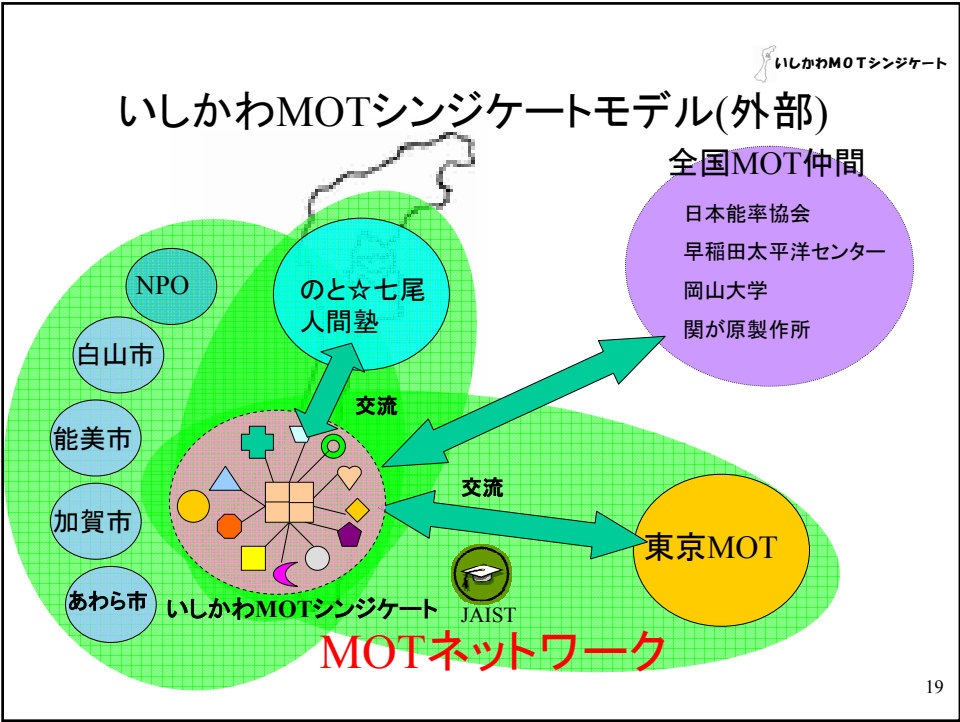 いしかわMOTシンジケート
いしかわMOTシンジケートモデル(外部)
全国MOT仲間
日本能率協会
早稲田太平洋センター
岡山大学
関が原製作所
NPO
のと☆七尾
人間塾
白山市
交流
能美市
交流
加賀市
東京MOT
あわら市
いしかわMOTシンジケート
JAIST
MOTネットワーク
19